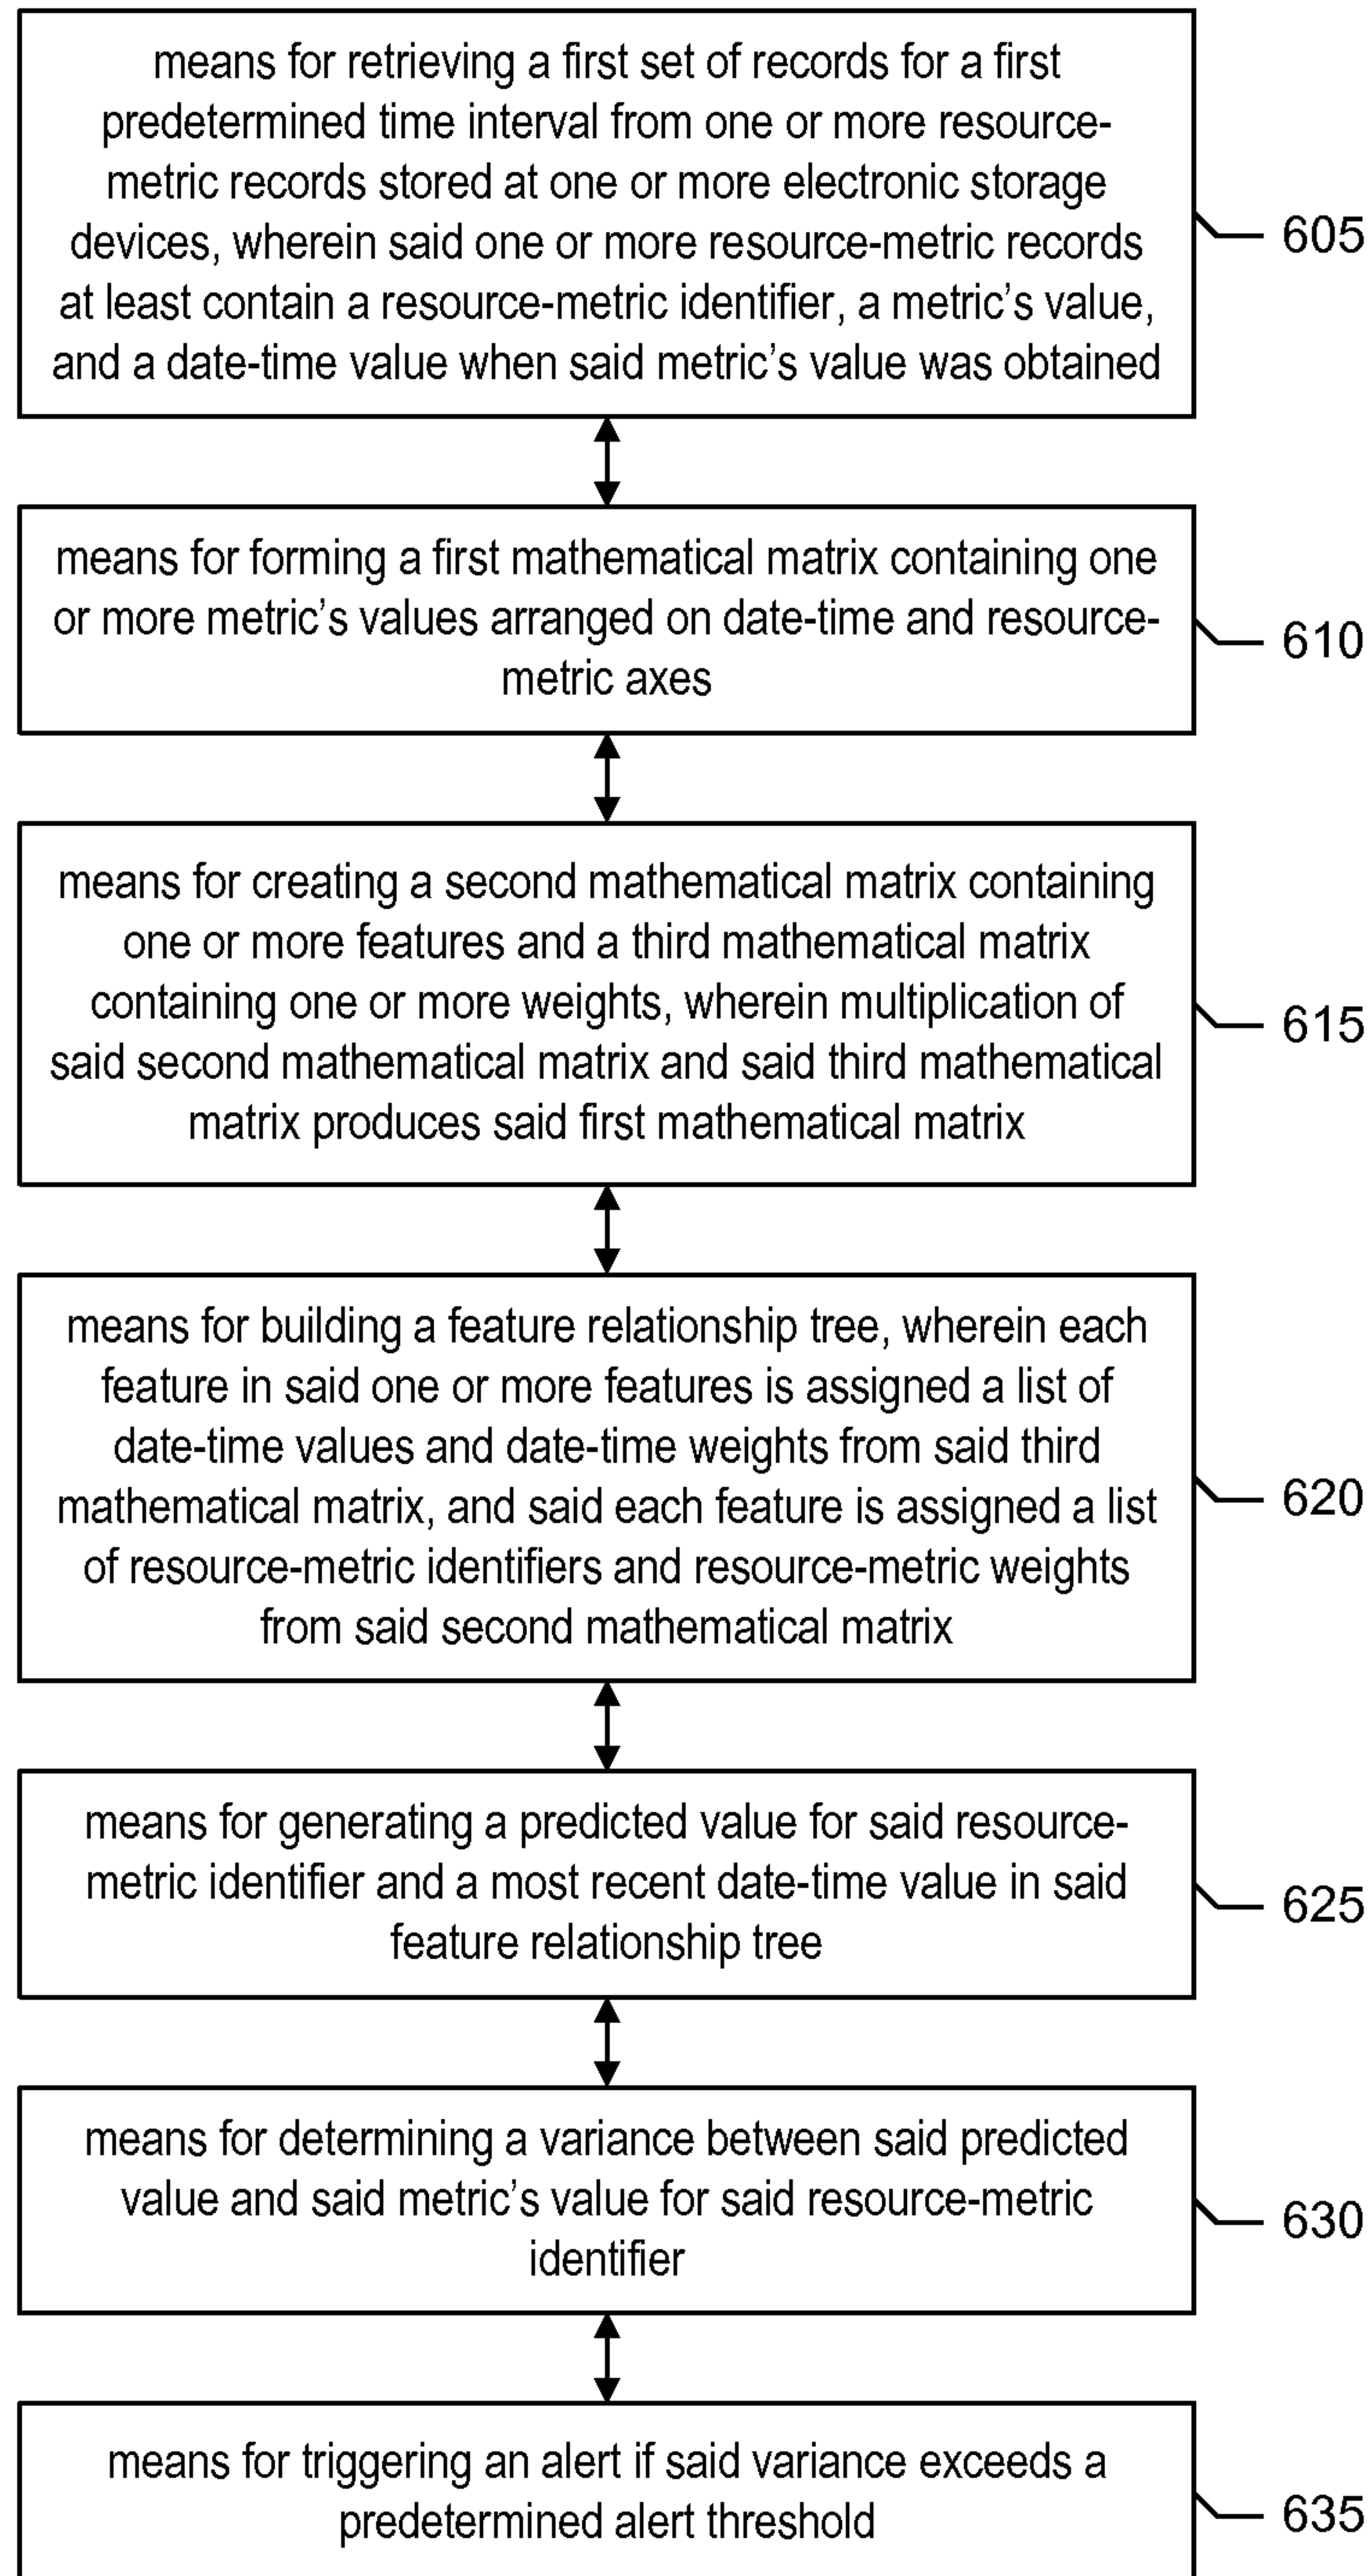 means for retrieving a first set of records for a first
predetermined time interval from one or more resource-
metric records stored at one or more electronic storage
devices, wherein said one or more resource-metric records
at least contain a resource-metric identifier, a metric's value,
and a date-time value when said metric's value was obtained
605
means for forming a first mathematical matrix containing one
or more metric's values arranged on date-time and resource-
metric axes
610
means for creating a second mathematical matrix containing
one or more features and a third mathematical matrix
containing one or more weights, wherein multiplication of
said second mathematical matrix and said third mathematical
matrix produces said first mathematical matrix
615
means for building a feature relationship tree, wherein each
feature in said one or more features is assigned a list of
date-time values and date-time weights from said third
mathematical matrix, and said each feature is assigned a list
of resource-metric identifiers and resource-metric weights
from said second mathematical matrix
620
means for generating a predicted value for said resource-
metric identifier and a most recent date-time value in said
feature relationship tree
625
means for determining a variance between said predicted
value and said metric's value for said resource-metric
identifier
630
means for triggering an alert if said variance exceeds a
predetermined alert threshold
635